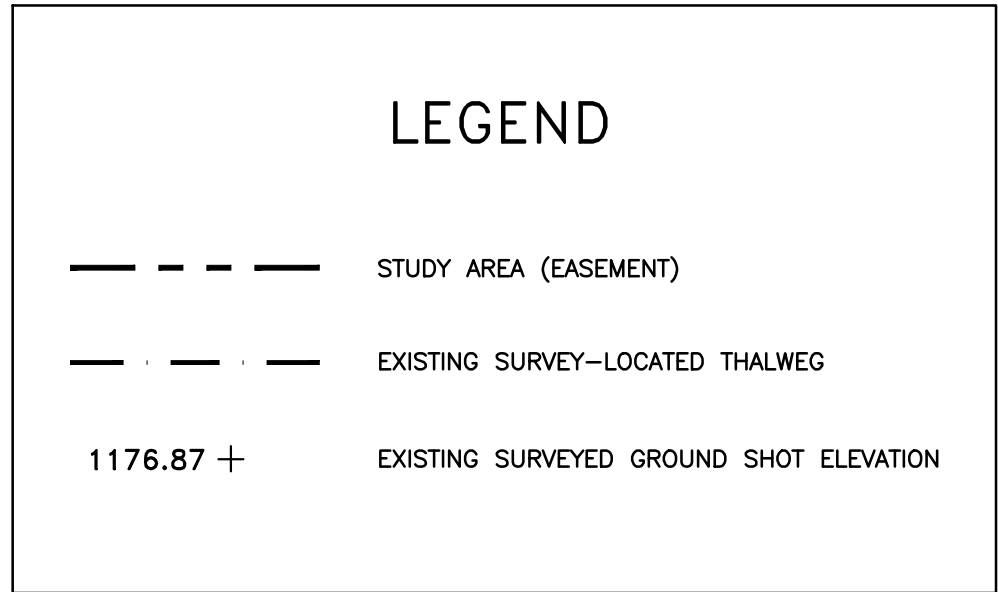 LEGEND
STUDY AREA (EASEMENT)
EXISTING SURVEY-LOCATED THALWEG
1176.87 + EXISTING SURVEYED GROUND SHOT ELEVATION